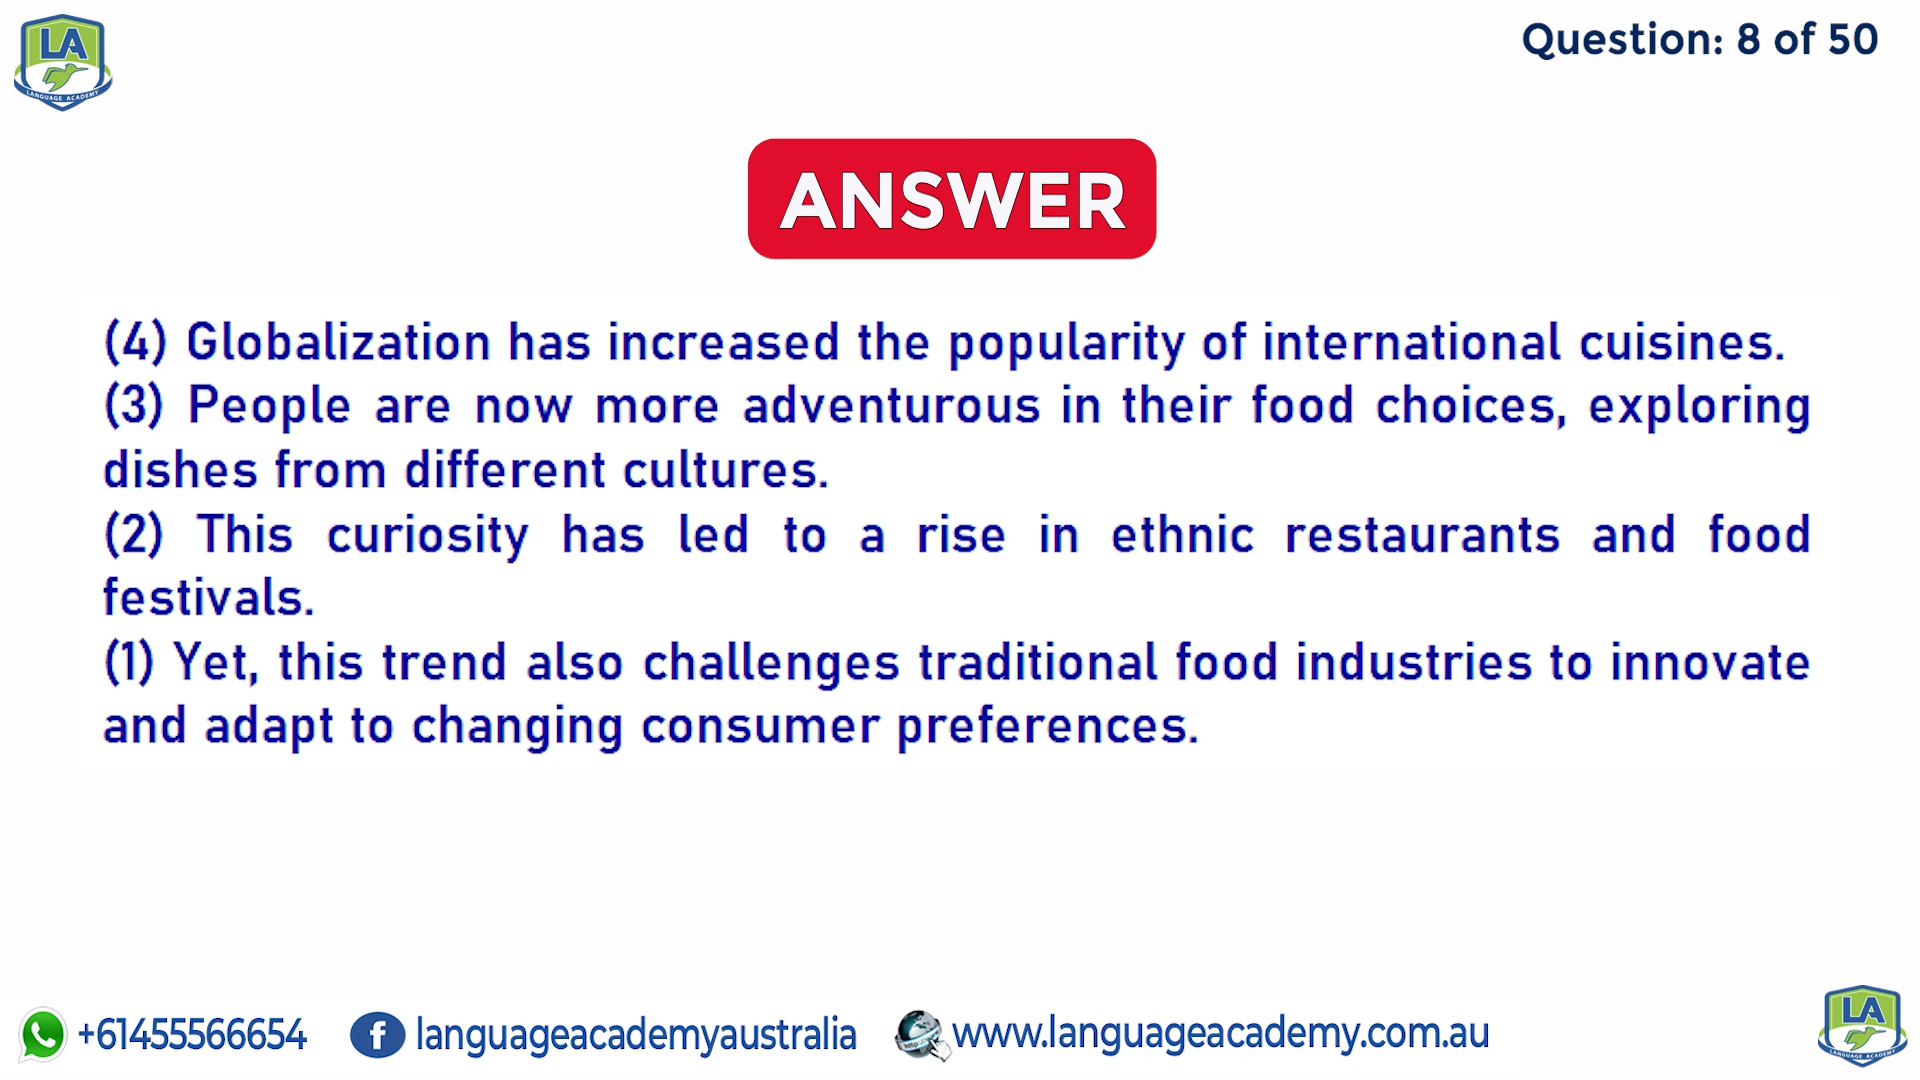 LA
LANGUAGE ACADEMY
Question: 8 of 50
ANSWER
(4) Globalization has increased the popularity of international cuisines.
(3) People are now more adventurous in their food choices, exploring
dishes from different cultures.
(2) This curiosity has led to a rise in ethnic restaurants and food
festivals.
(1) Yet, this trend also challenges traditional food industries to innovate
and adapt to changing consumer preferences.
+61455566654
f languageacademyaustralia
http:// www.languageacademy.com.au
LA
LANGUAGE ACADEMY